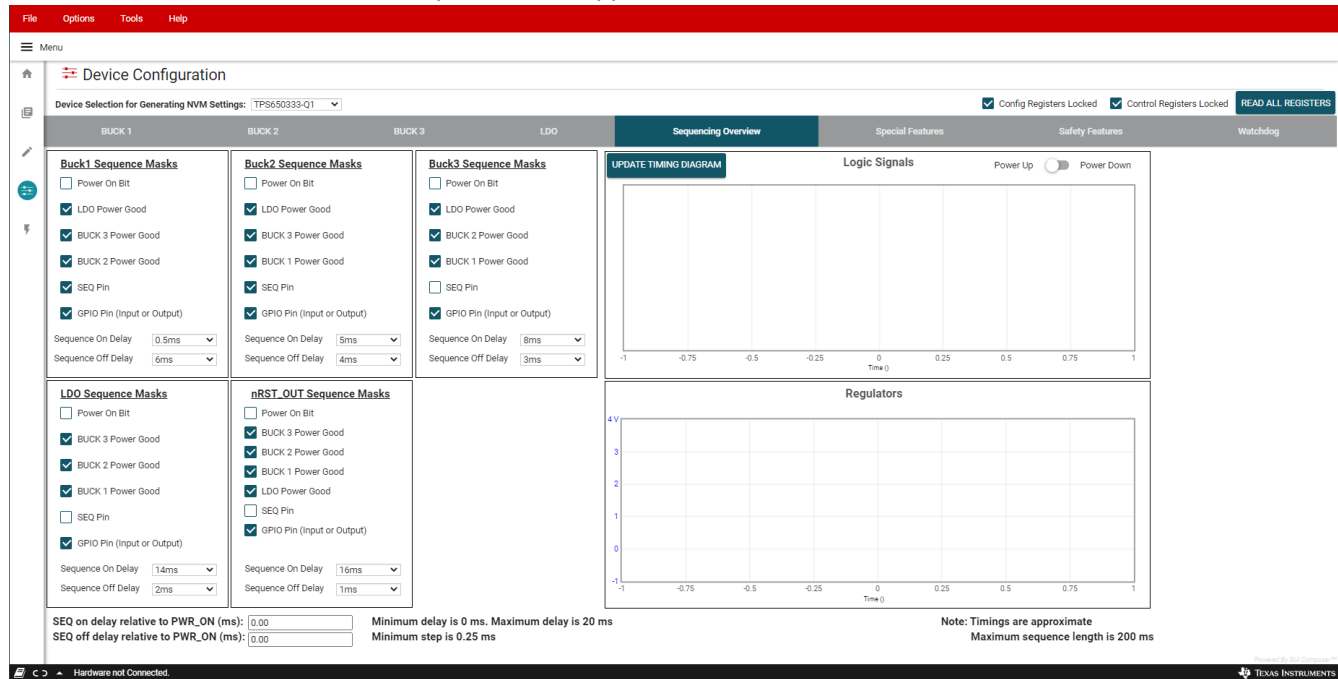 File Options Tools Help
Menu
Device Configuration
Device Selection for Generating NVM Settings: TPS650333-Q1
Config Registers Locked Control Registers Locked READ ALL REGISTERS
BUCK 1 BUCK 2 BUCK 3 LDO Sequencing Overview Special Features Safety Features Watchdog
Buck1 Sequence Masks
Power On Bit
LDO Power Good
BUCK 3 Power Good
BUCK 2 Power Good
SEQ Pin
GPIO Pin (Input or Output)
Sequence On Delay 0.5ms
Sequence Off Delay 6ms
Buck2 Sequence Masks
Power On Bit
LDO Power Good
BUCK 3 Power Good
BUCK 1 Power Good
SEQ Pin
GPIO Pin (Input or Output)
Sequence On Delay 5ms
Sequence Off Delay 4ms
Buck3 Sequence Masks
Power On Bit
LDO Power Good
BUCK 2 Power Good
BUCK 1 Power Good
SEQ Pin
GPIO Pin (Input or Output)
Sequence On Delay 8ms
Sequence Off Delay 3ms
UPDATE TIMING DIAGRAM Logic Signals Power Up Power Down
-1 -0.75 -0.5 -0.25 0 0.25 0.5 0.75 1
Time ()
LDO Sequence Masks
Power On Bit
BUCK 3 Power Good
BUCK 2 Power Good
BUCK 1 Power Good
SEQ Pin
GPIO Pin (Input or Output)
Sequence On Delay 14ms
Sequence Off Delay 2ms
nRST_OUT Sequence Masks
Power On Bit
BUCK 3 Power Good
BUCK 2 Power Good
BUCK 1 Power Good
LDO Power Good
SEQ Pin
GPIO Pin (Input or Output)
Sequence On Delay 16ms
Sequence Off Delay 1ms
Regulators
4 V
3
2
1
0
-1
-1 -0.75 -0.5 -0.25 0 0.25 0.5 0.75 1
Time ()
SEQ on delay relative to PWR_ON (ms): 0.00 Minimum delay is 0 ms. Maximum delay is 20 ms
SEQ off delay relative to PWR_ON (ms): 0.00 Minimum step is 0.25 ms
Note: Timings are approximate
Maximum sequence length is 200 ms
Powered By GUI Composer™
Hardware not Connected. TEXAS INSTRUMENTS